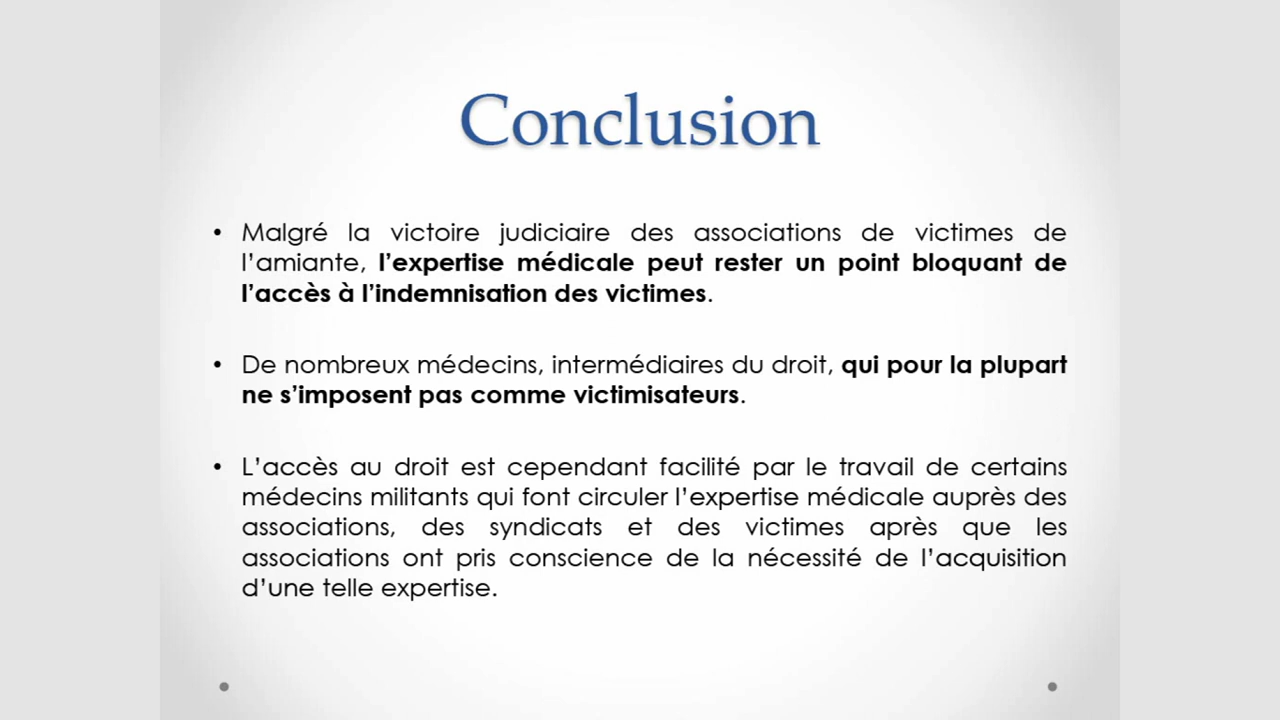 Conclusion
• Malgré la victoire judiciaire des associations de victimes de
l’amiante, l’expertise médicale peut rester un point bloquant de
l’accès à l’indemnisation des victimes.
• De nombreux médecins, intermédiaires du droit, qui pour la plupart
ne s’imposent pas comme victimisateurs.
• L’accès au droit est cependant facilité par le travail de certains
médecins militants qui font circuler l’expertise médicale auprès des
associations, des syndicats et des victimes après que les
associations ont pris conscience de la nécessité de l’acquisition
d’une telle expertise.